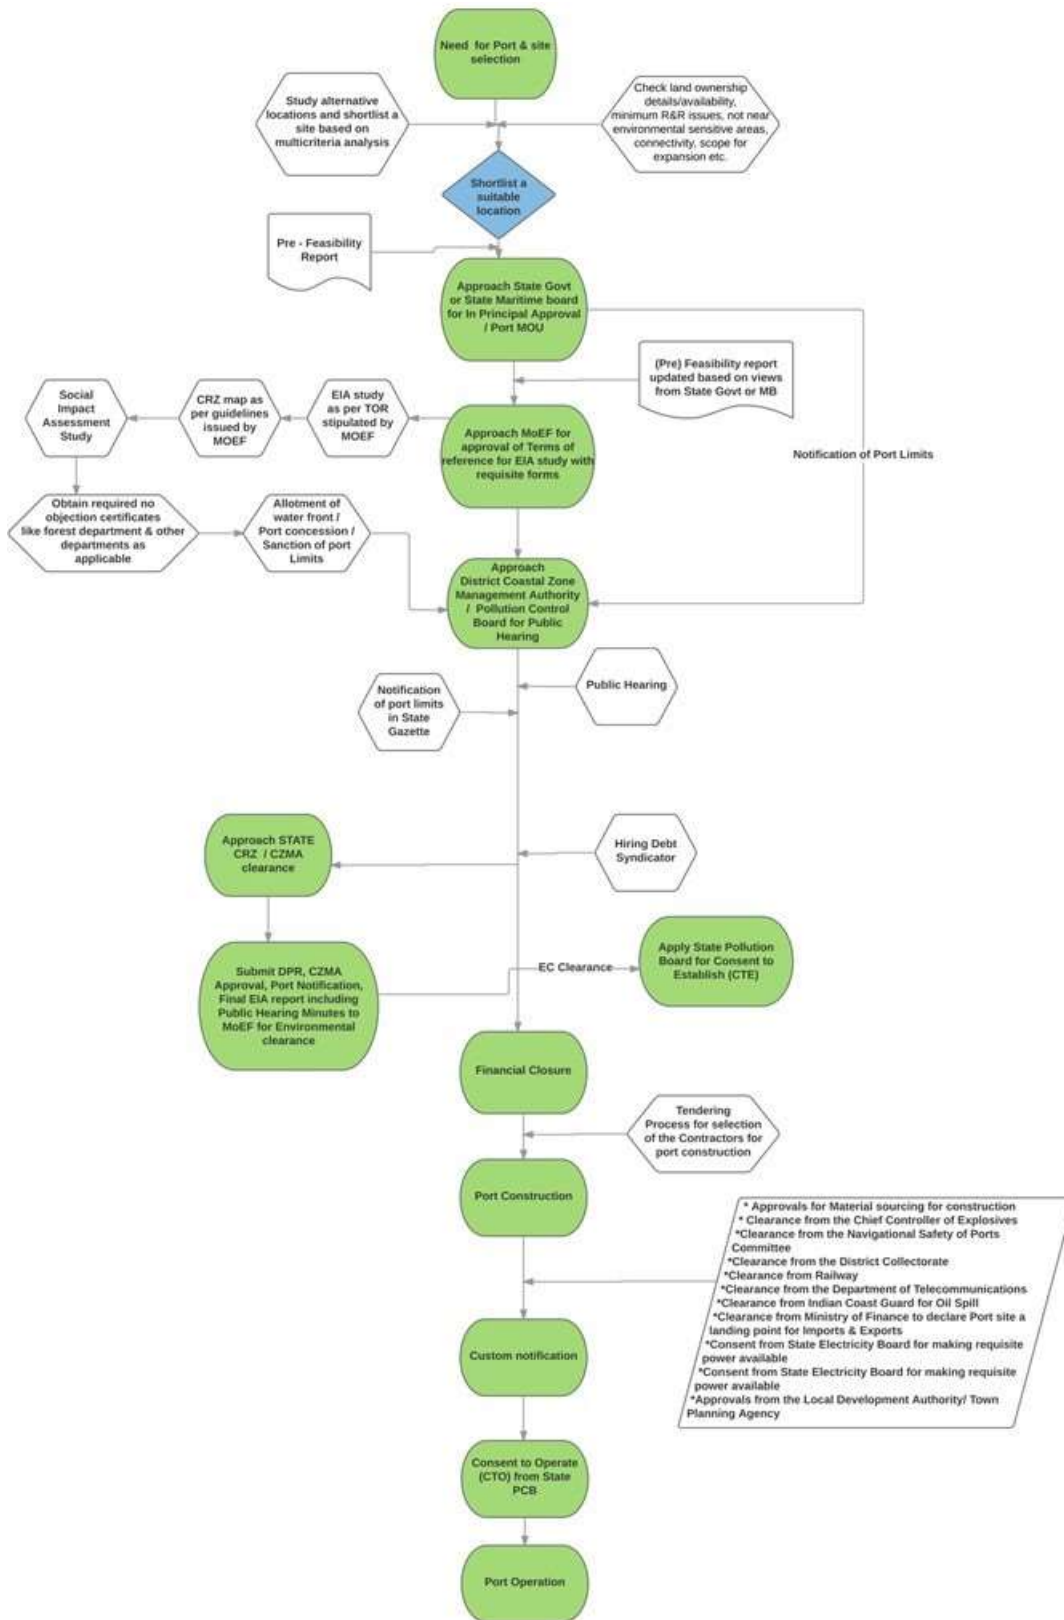 Need  for Port & site
selection
Study alternative
locations and shortlist a
site based on
multicriteria analysis
Check land ownership
details/availability,
minimum R&R issues, not near
environmental sensitive areas,
connectivity, scope for
expansion etc.
Shortlist a
suitable
location
Pre - Feasibility
Report
Approach State Govt
or State Maritime board
for In Principal Approval
/ Port MOU
(Pre) Feasibility report
updated based on views
from State Govt or MB
Social
Impact
Assessment
Study
CRZ map as
per guidelines
issued by
MOEF
EIA study
as per TOR
stipulated by
MOEF
Approach MoEF for
approval of Terms of
reference for EIA study with
requisite forms
Notification of Port Limits
Obtain required no
objection certificates
like forest department & other
departments as
applicable
Allotment of
water front /
Port concession /
Sanction of port
Limits
Approach
District Coastal Zone
Management Authority
/  Pollution Control
Board for Public
Hearing
Public Hearing
Notification
of port limits
in State
Gazette
Approach STATE
CRZ  / CZMA
clearance
Hiring Debt
Syndicator
Submit DPR, CZMA
Approval, Port Notification,
Final EIA report including
Public Hearing Minutes to
MoEF for Environmental
clearance
EC Clearance
Apply State Pollution
Board for Consent to
Establish (CTE)
Financial Closure
Tendering
Process for selection
of the Contractors for
port construction
Port Construction
* Approvals for Material sourcing for construction
* Clearance from the Chief Controller of Explosives
*Clearance from the Navigational Safety of Ports
Committee
*Clearance from the District Collectorate
*Clearance from Railway
*Clearance from the Department of Telecommunications
*Clearance from Indian Coast Guard for Oil Spill
*Clearance from Ministry of Finance to declare Port site a
landing point for Imports & Exports
*Consent from State Electricity Board for making requisite
power available
*Consent from State Electricity Board for making requisite
power available
*Approvals from the Local Development Authority/ Town
Planning Agency
Custom notification
Consent to Operate
(CTO) from State
PCB
Port Operation